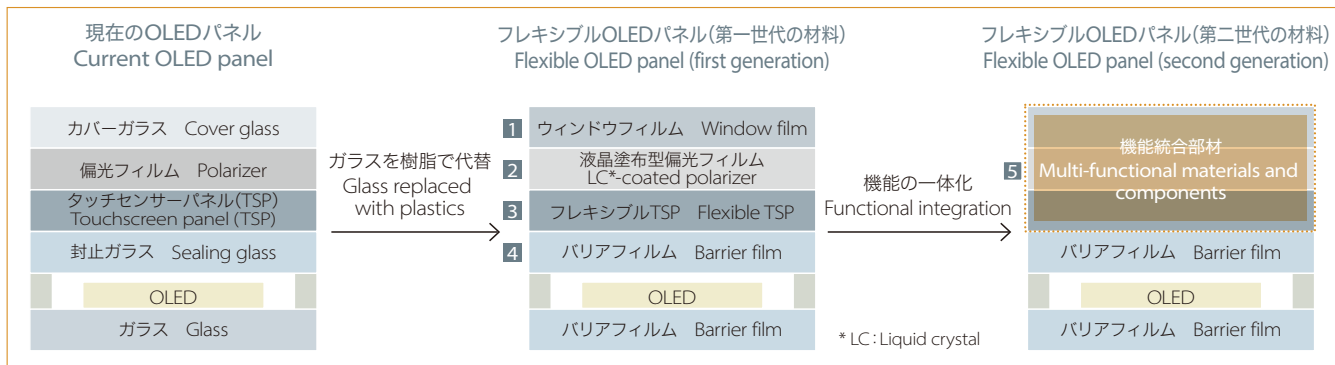 現在のOLEDパネル
Current OLED panel
カバーガラス Cover glass
偏光フィルム Polarizer
タッチセンサーパネル(TSP)
Touchscreen panel (TSP)
封止ガラス Sealing glass
OLED
ガラス Glass
ガラスを樹脂で代替
Glass replaced
with plastics
フレキシブルOLEDパネル(第一世代の材料)
Flexible OLED panel (first generation)
1 ウィンドウフィルム Window film
2 液晶塗布型偏光フィルム
LC*-coated polarizer
3 フレキシブルTSP Flexible TSP
4 バリアフィルム Barrier film
OLED
バリアフィルム Barrier film
機能の一体化
Functional integration
* LC：Liquid crystal
フレキシブルOLEDパネル(第二世代の材料)
Flexible OLED panel (second generation)
5 機能統合部材
Multi-functional materials and
components
バリアフィルム Barrier film
OLED
バリアフィルム Barrier film